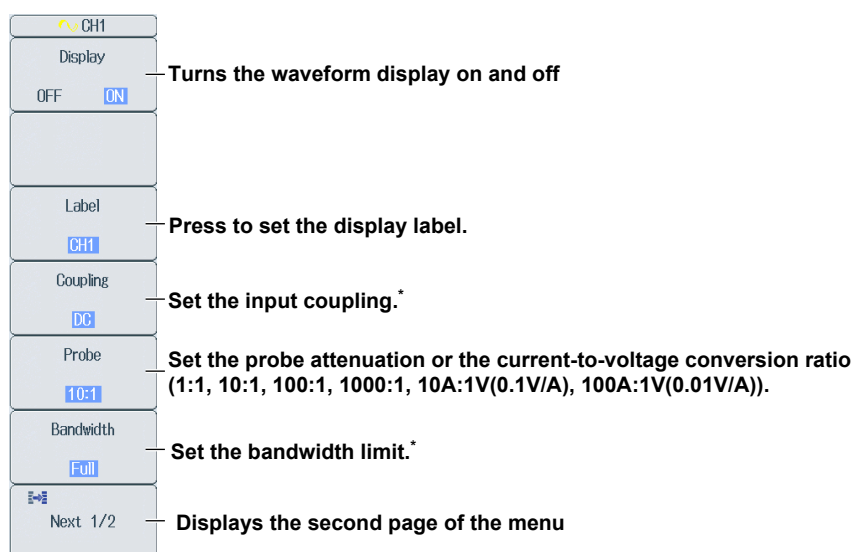 CH1
Display
OFF ON
Turns the waveform display on and off
Label
CH1
Press to set the display label.
Coupling
DC
Set the input coupling.*
Probe
10:1
Set the probe attenuation or the current-to-voltage conversion ratio
(1:1, 10:1, 100:1, 1000:1, 10A:1V(0.1V/A), 100A:1V(0.01V/A)).
Bandwidth
Full
Set the bandwidth limit.*
Next 1/2
Displays the second page of the menu